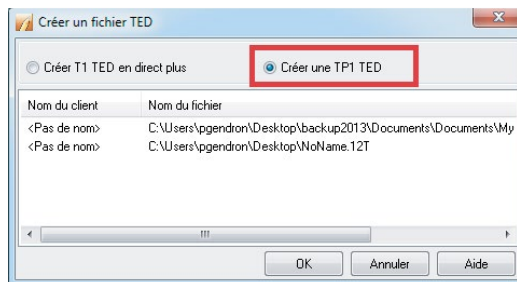 Créer un fichier TED
Créer T1 TED en direct plus
Créer une TP1 TED
Nom du client Nom du fichier
<Pas de nom> C:\Users\pgendron\Desktop\backup2013\Documents\Documents\My
<Pas de nom> C:\Users\pgendron\Desktop\NoName.12T
OK Annuler Aide